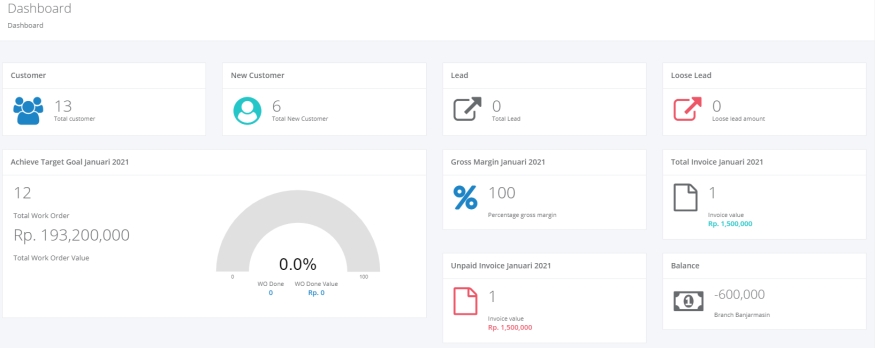 Dashboard
Dashboard
Customer
13
Total customer
New Customer
6
Total New Customer
Lead
0
Total Lead
Loose Lead
0
Loose lead amount
Achieve Target Goal Januari 2021
12
Total Work Order
Rp. 193,200,000
Total Work Order Value
0.0%
0
100
WO Done
0
WO Done Value
Rp. 0
Gross Margin Januari 2021
100
Percentage gross margin
Total Invoice Januari 2021
1
Invoice value
Rp. 1,500,000
Unpaid Invoice Januari 2021
1
Invoice value
Rp. 1,500,000
Balance
1
-600,000
Branch Banjarmasin